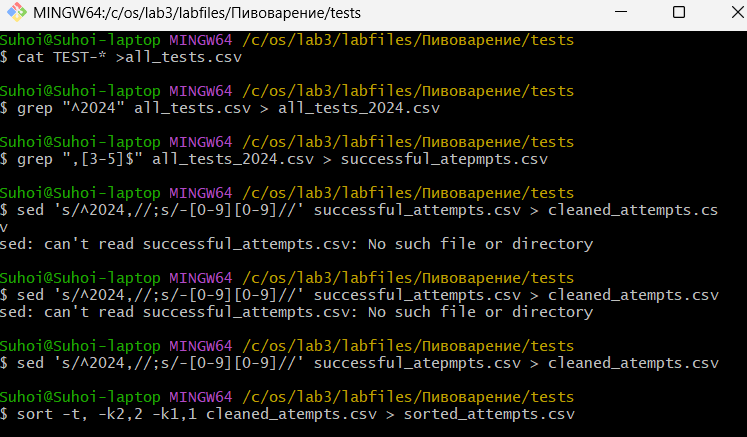 MINGW64:/c/os/lab3/labfiles/Пивоварение/tests
Suhoi@Suhoi-laptop MINGW64 /c/os/lab3/labfiles/Пивоварение/tests
$ cat TEST-* >all_tests.csv
Suhoi@Suhoi-laptop MINGW64 /c/os/lab3/labfiles/Пивоварение/tests
$ grep "^2024" all_tests.csv > all_tests_2024.csv
Suhoi@Suhoi-laptop MINGW64 /c/os/lab3/labfiles/Пивоварение/tests
$ grep ",[3-5]$" all_tests_2024.csv > successful_atepmpts.csv
Suhoi@Suhoi-laptop MINGW64 /c/os/lab3/labfiles/Пивоварение/tests
$ sed 's/^2024,//;s/-[0-9][0-9]//' successful_attempts.csv > cleaned_attempts.cs
v
sed: can't read successful_attempts.csv: No such file or directory
Suhoi@Suhoi-laptop MINGW64 /c/os/lab3/labfiles/Пивоварение/tests
$ sed 's/^2024,//;s/-[0-9][0-9]//' successful_attempts.csv > cleaned_atempts.csv
sed: can't read successful_attempts.csv: No such file or directory
Suhoi@Suhoi-laptop MINGW64 /c/os/lab3/labfiles/Пивоварение/tests
$ sed 's/^2024,//;s/-[0-9][0-9]//' successful_atepmpts.csv > cleaned_atempts.csv
Suhoi@Suhoi-laptop MINGW64 /c/os/lab3/labfiles/Пивоварение/tests
$ sort -t, -k2,2 -k1,1 cleaned_atempts.csv > sorted_attempts.csv